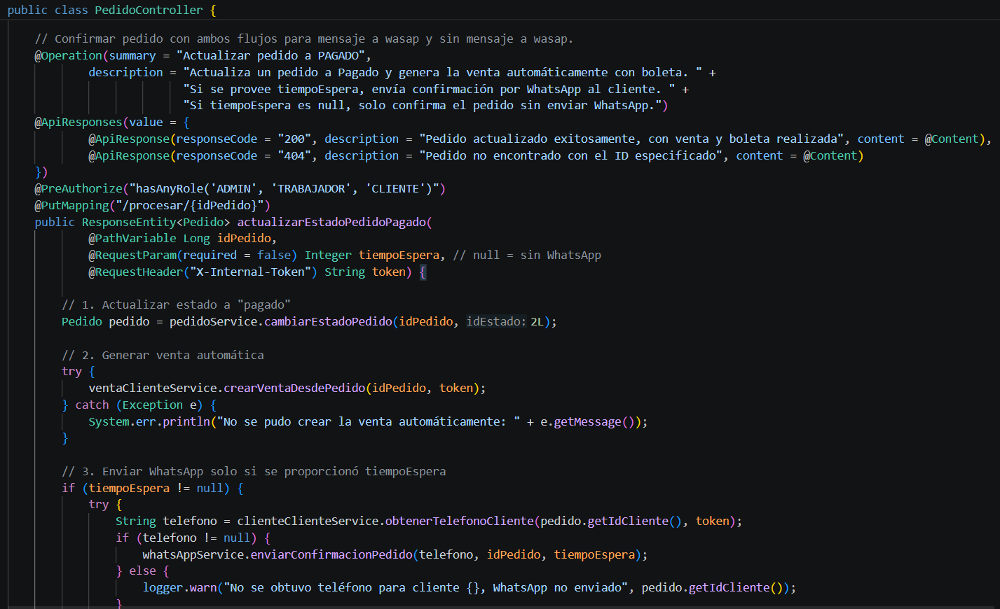 public class PedidoController {
// Confirmar pedido con ambos flujos para mensaje a wasap y sin mensaje a wasap.
@Operation(summary = "Actualizar pedido a PAGADO",
description = "Actualiza un pedido a Pagado y genera la venta automáticamente con boleta. " +
"Si se provee tiempoEspera, envía confirmación por WhatsApp al cliente. " +
"Si tiempoEspera es null, solo confirma el pedido sin enviar WhatsApp.")
@ApiResponses(value = {
@ApiResponse(responseCode = "200", description = "Pedido actualizado exitosamente, con venta y boleta realizada", content = @Content),
@ApiResponse(responseCode = "404", description = "Pedido no encontrado con el ID especificado", content = @Content)
})
@PreAuthorize("hasAnyRole('ADMIN', 'TRABAJADOR', 'CLIENTE')")
@PutMapping("/procesar/{idPedido}")
public ResponseEntity<Pedido> actualizarEstadoPedidoPagado(
@PathVariable Long idPedido,
@RequestParam(required = false) Integer tiempoEspera, // null = sin WhatsApp
@RequestHeader("X-Internal-Token") String token) {
// 1. Actualizar estado a "pagado"
Pedido pedido = pedidoService.cambiarEstadoPedido(idPedido, idEstado: 2L);
// 2. Generar venta automática
try {
ventaClienteService.crearVentaDesdePedido(idPedido, token);
} catch (Exception e) {
System.err.println("No se pudo crear la venta automáticamente: " + e.getMessage());
}
// 3. Enviar WhatsApp solo si se proporcionó tiempoEspera
if (tiempoEspera != null) {
try {
String telefono = clienteClienteService.obtenerTelefonoCliente(pedido.getIdCliente(), token);
if (telefono != null) {
whatsAppService.enviarConfirmacionPedido(telefono, idPedido, tiempoEspera);
} else {
logger.warn("No se obtuvo teléfono para cliente {}, WhatsApp no enviado", pedido.getIdCliente());
}